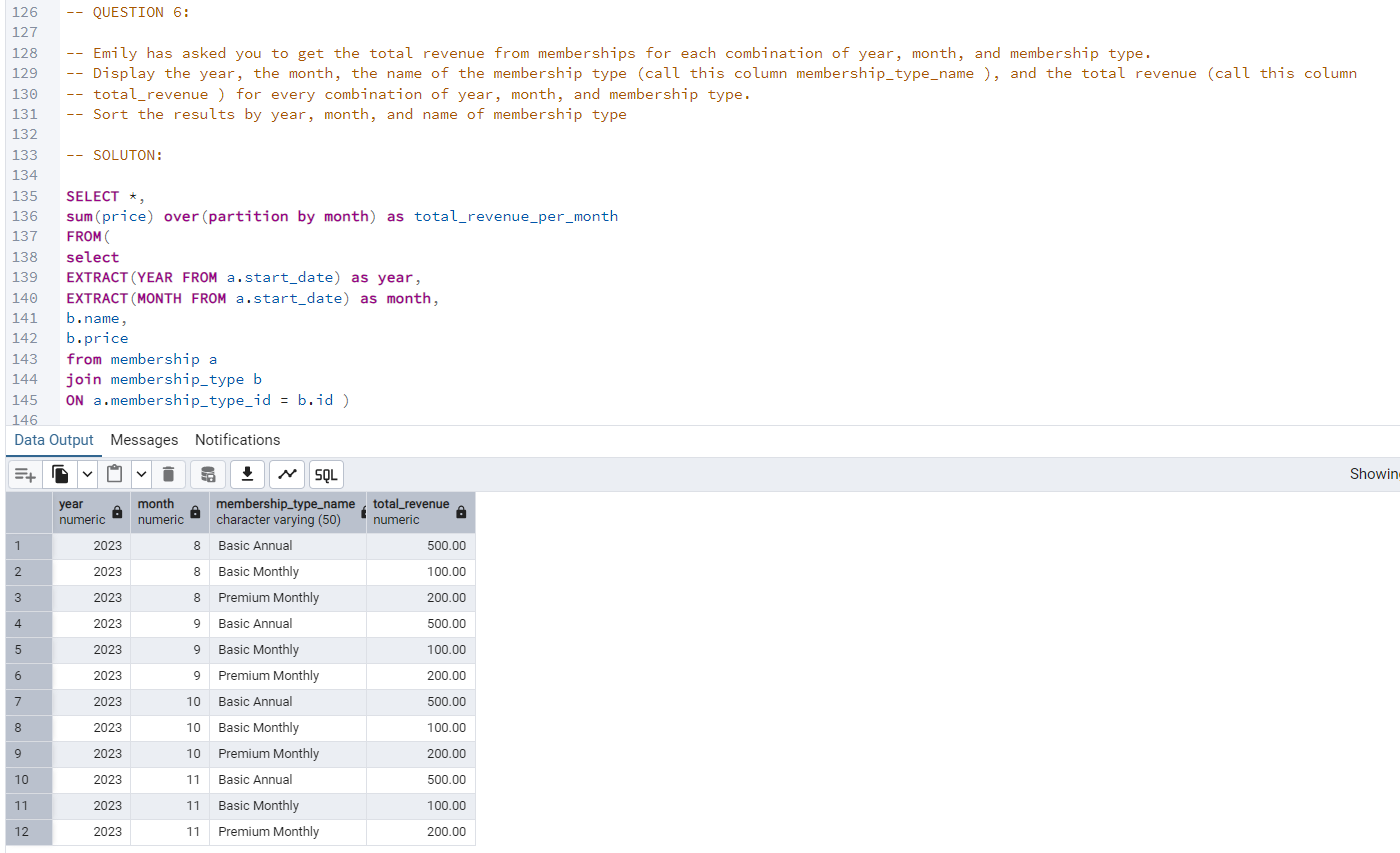 126 -- QUESTION 6:
127
128 -- Emily has asked you to get the total revenue from memberships for each combination of year, month, and membership type.
129 -- Display the year, the month, the name of the membership type (call this column membership_type_name ), and the total revenue (call this column
130 -- total_revenue ) for every combination of year, month, and membership type.
131 -- Sort the results by year, month, and name of membership type
132
133 -- SOLUTON:
134
135 SELECT *,
136 sum(price) over(partition by month) as total_revenue_per_month
137 FROM(
138 select
139 EXTRACT(YEAR FROM a.start_date) as year,
140 EXTRACT(MONTH FROM a.start_date) as month,
141 b.name,
142 b.price
143 from membership a
144 join membership_type b
145 ON a.membership_type_id = b.id )
146
Data Output Messages Notifications
SQL Showin
year month membership_type_name total_revenue
numeric numeric character varying (50) numeric
1 2023 8 Basic Annual 500.00
2 2023 8 Basic Monthly 100.00
3 2023 8 Premium Monthly 200.00
4 2023 9 Basic Annual 500.00
5 2023 9 Basic Monthly 100.00
6 2023 9 Premium Monthly 200.00
7 2023 10 Basic Annual 500.00
8 2023 10 Basic Monthly 100.00
9 2023 10 Premium Monthly 200.00
10 2023 11 Basic Annual 500.00
11 2023 11 Basic Monthly 100.00
12 2023 11 Premium Monthly 200.00